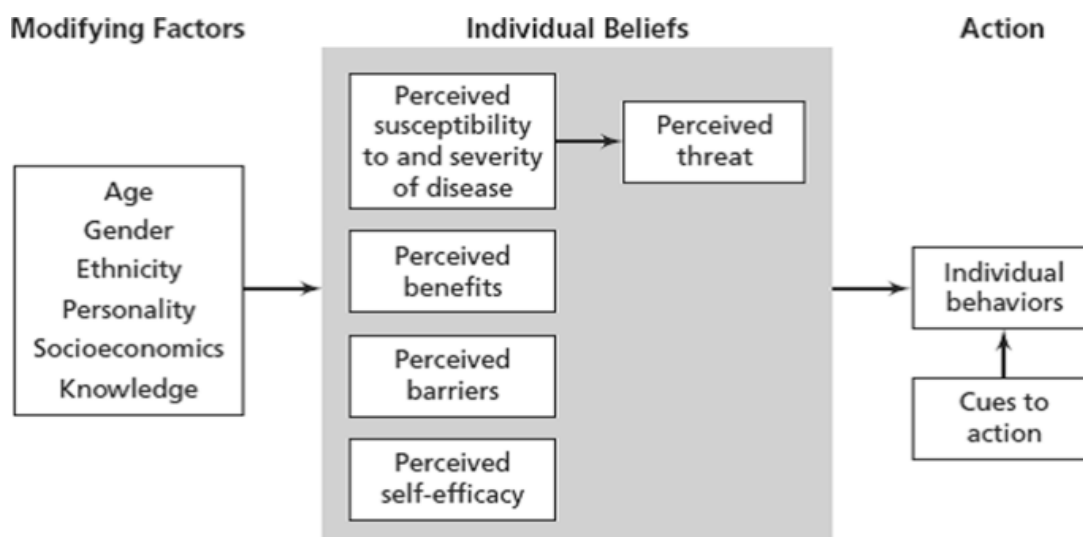 Modifying Factors
Individual Beliefs
Action
Age
Gender
Ethnicity
Personality
Socioeconomics
Knowledge
Perceived
susceptibility
to and severity
of disease
Perceived
threat
Perceived
benefits
Perceived
barriers
Perceived
self-efficacy
Individual
behaviors
Cues to
action